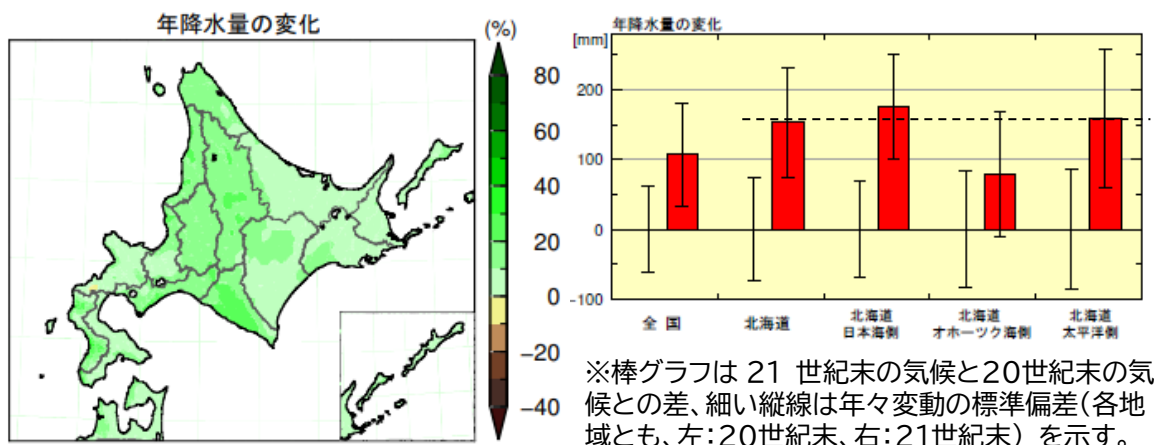 年降水量の変化
(%)
80
60
40
20
0
−20
−40
年降水量の変化
[mm]
200
100
0
-100
全 国
北海道
北海道
日本海側
北海道
オホーツク海側
北海道
太平洋側
※棒グラフは 21 世紀末の気候と20世紀末の気
候との差、細い縦線は年々変動の標準偏差(各地
域とも、左:20世紀末、右:21世紀末) を示す。